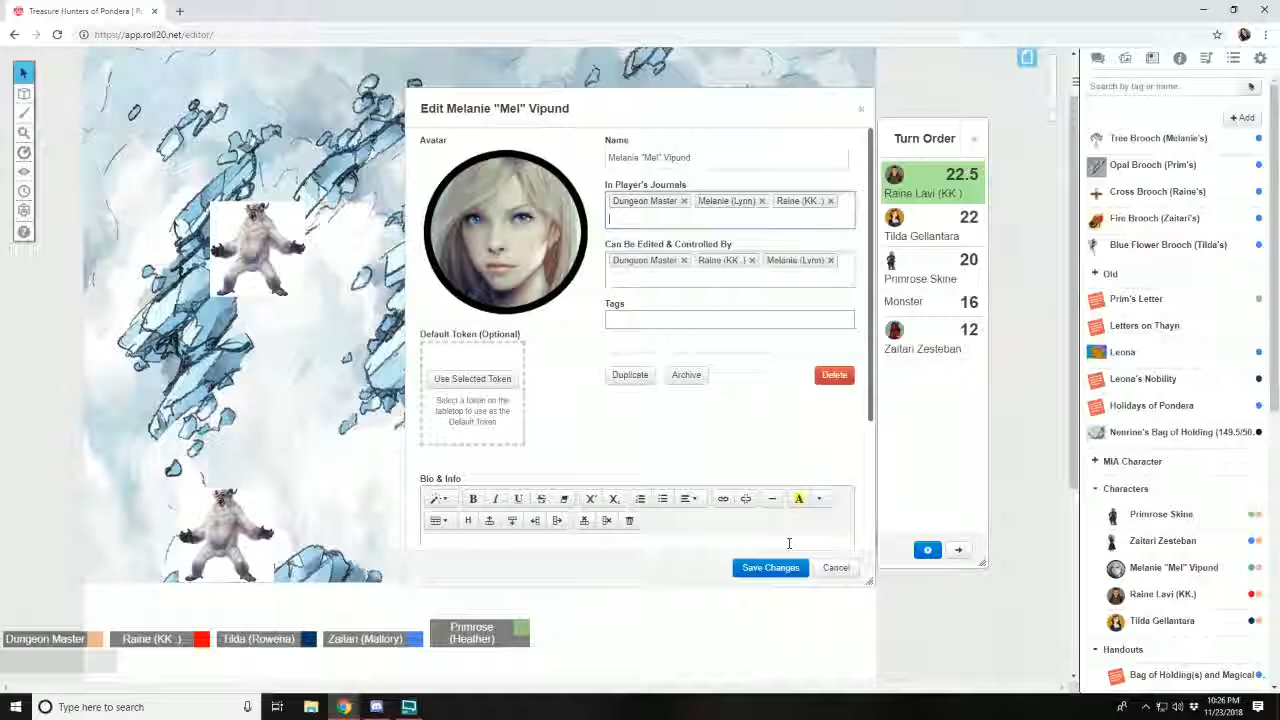 Treasure Hunters of Pondera | Ro
https://app.roll20.net/editor/
Edit Melanie "Mel" Vipund
Avatar
Name
Melanie "Mel" Vipund
In Player's Journals
Dungeon Master
Melanie (Lynn)
Raine (KK .)
Can Be Edited & Controlled By
Dungeon Master
Raine (KK .)
Melanie (Lynn)
Tags
Default Token (Optional)
Use Selected Token
Select a token on the
tabletop to use as the
Default Token
Duplicate
Archive
Delete
Bio & Info
Save Changes
Cancel
Turn Order
22.5
Raine Lavi (KK )
22
Tilda Gellantara
20
Primrose Skine
Monster 16
12
Zaitari Zesteban
Search by tag or name.
+ Add
Tree Brooch (Melanie's)
Opal Brooch (Prim's)
Cross Brooch (Raine's)
Fire Brooch (Zaitari's)
Blue Flower Brooch (Tilda's)
Old
Prim's Letter
Letters on Thayn
Leona
Leona's Nobility
Holidays of Pondera
Nenrine's Bag of Holding (149.5/50.
MIA Character
Characters
Primrose Skine
Zaitari Zesteban
Melanie "Mel" Vipund
Raine Lavi (KK.)
Tilda Gellantara
Handouts
Bag of Holding(s) and Magical
Dungeon Master
Raine (KK .)
Tilda (Rowena)
Zaitari (Mallory)
Primrose
(Heather)
Type here to search
10:26 PM
11/23/2018